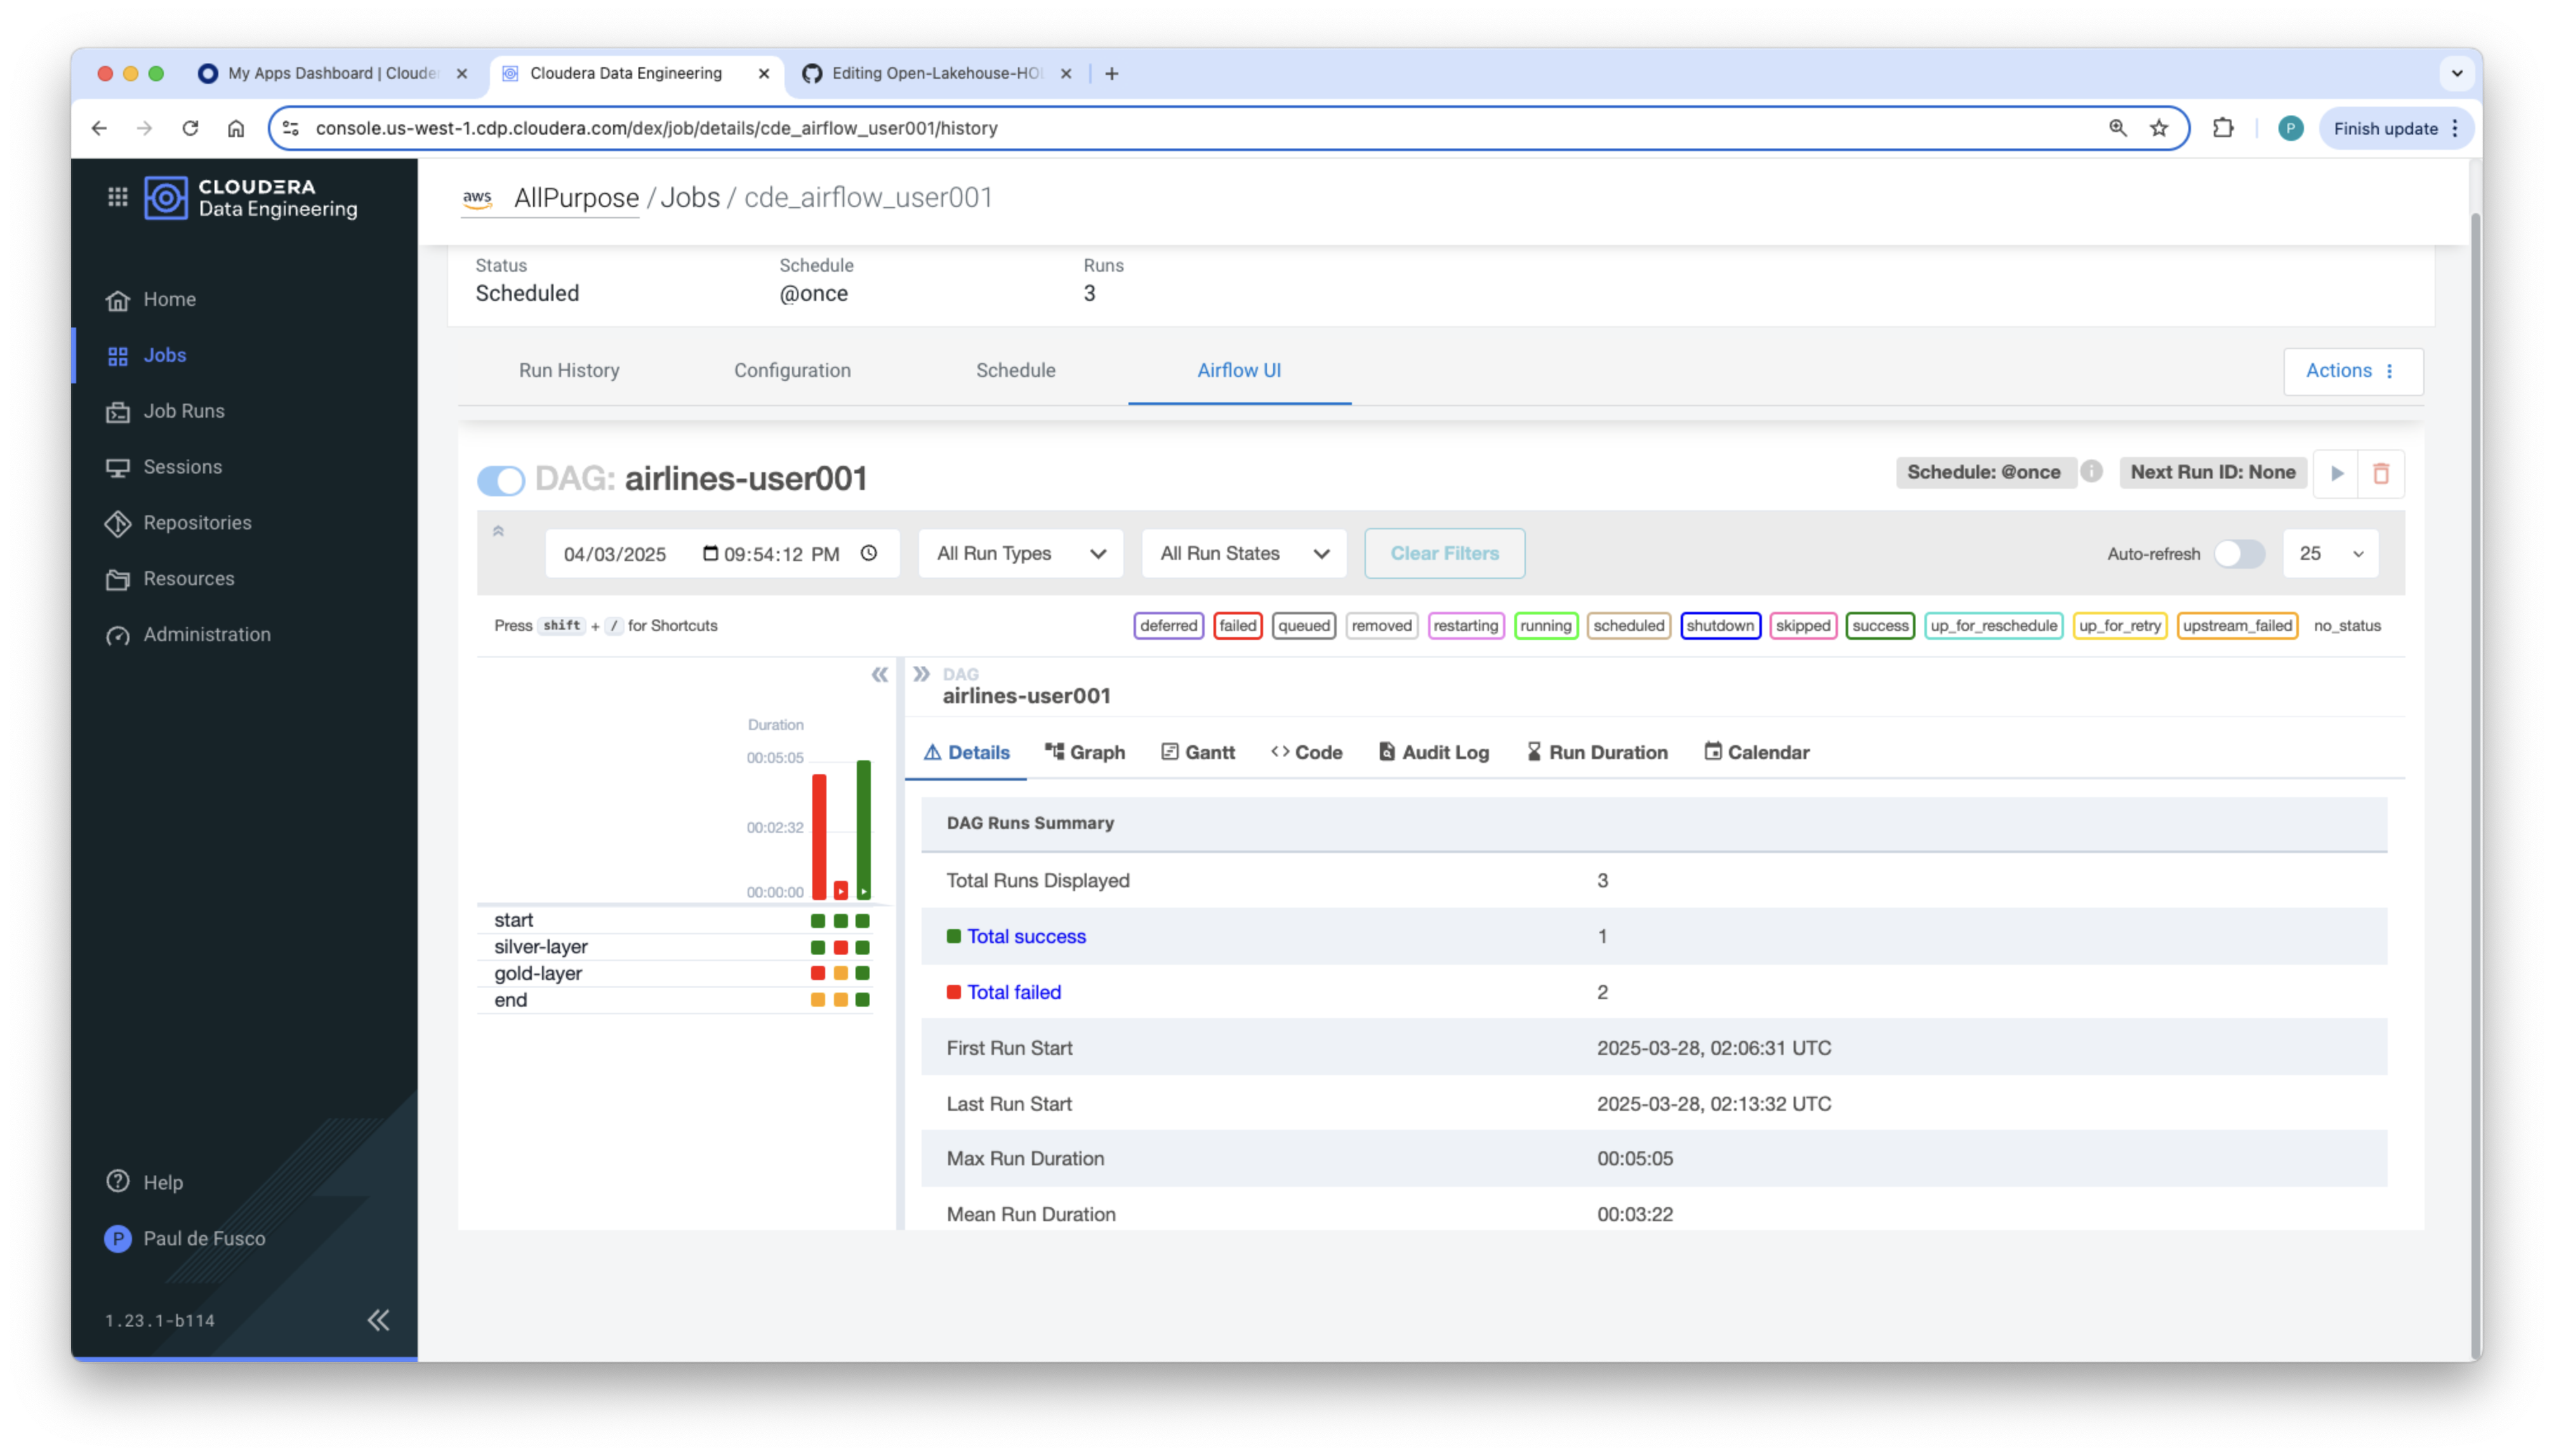 My Apps Dashboard | Cloude
Cloudera Data Engineering
Editing Open-Lakehouse-HO
console.us-west-1.cdp.cloudera.com/dex/job/details/cde_airflow_user001/history
P
Finish update
CLOUDERA
Data Engineering
Home
Jobs
Job Runs
Sessions
Repositories
Resources
Administration
Help
P Paul de Fusco
1.23.1-b114
aws AllPurpose / Jobs / cde_airflow_user001
Status Schedule Runs
Scheduled @once 3
Run History Configuration Schedule Airflow UI Actions
DAG: airlines-user001 Schedule: @once Next Run ID: None
04/03/2025 09:54:12 PM All Run Types All Run States Clear Filters Auto-refresh 25
Press shift + / for Shortcuts deferred failed queued removed restarting running scheduled shutdown skipped success up_for_reschedule up_for_retry upstream_failed no_status
Duration
00:05:05
00:02:32
00:00:00
start
silver-layer
gold-layer
end
DAG
airlines-user001
Details Graph Gantt Code Audit Log Run Duration Calendar
DAG Runs Summary
Total Runs Displayed 3
Total success 1
Total failed 2
First Run Start 2025-03-28, 02:06:31 UTC
Last Run Start 2025-03-28, 02:13:32 UTC
Max Run Duration 00:05:05
Mean Run Duration 00:03:22